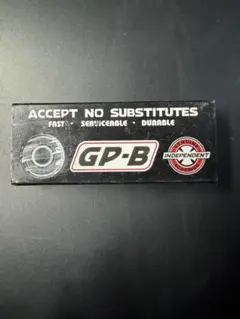 ACCEPT NO SUBSTITUTES
FAST · SERVICEABLE · DURABLE
GP-B
INDEPENDENT